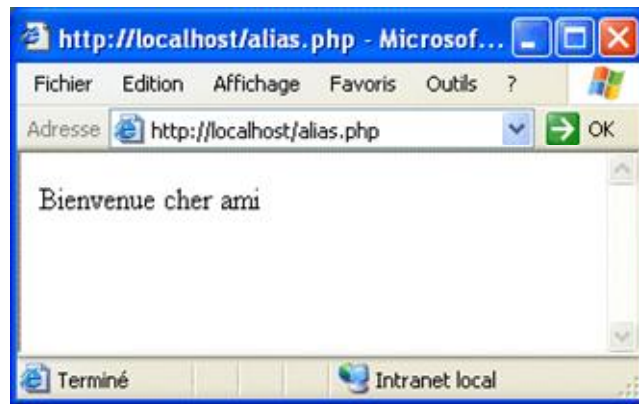 http://localhost/alias.php - Microsof...
Fichier Edition Affichage Favoris Outils ?
Adresse http://localhost/alias.php OK
Bienvenue cher ami
Terminé Intranet local